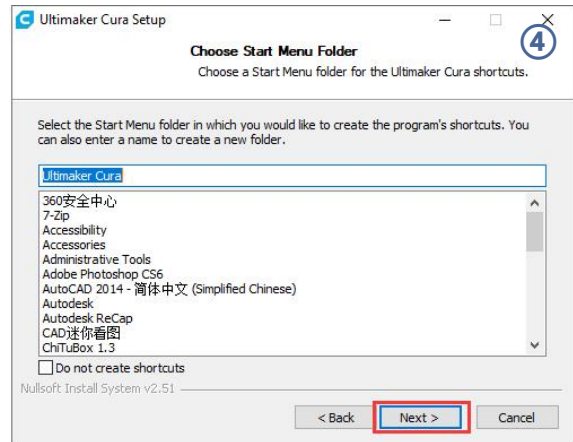 Ultimaker Cura Setup
④
Choose Start Menu Folder
Choose a Start Menu folder for the Ultimaker Cura shortcuts.
Select the Start Menu folder in which you would like to create the program's shortcuts. You
can also enter a name to create a new folder.
Ultimaker Cura
360安全中心
7-Zip
Accessibility
Accessories
Administrative Tools
Adobe Photoshop CS6
AutoCAD 2014 - 简体中文 (Simplified Chinese)
Autodesk
Autodesk ReCap
CAD迷你看图
ChiTuBox 1.3
Do not create shortcuts
Nullsoft Install System v2.51
< Back
Next >
Cancel